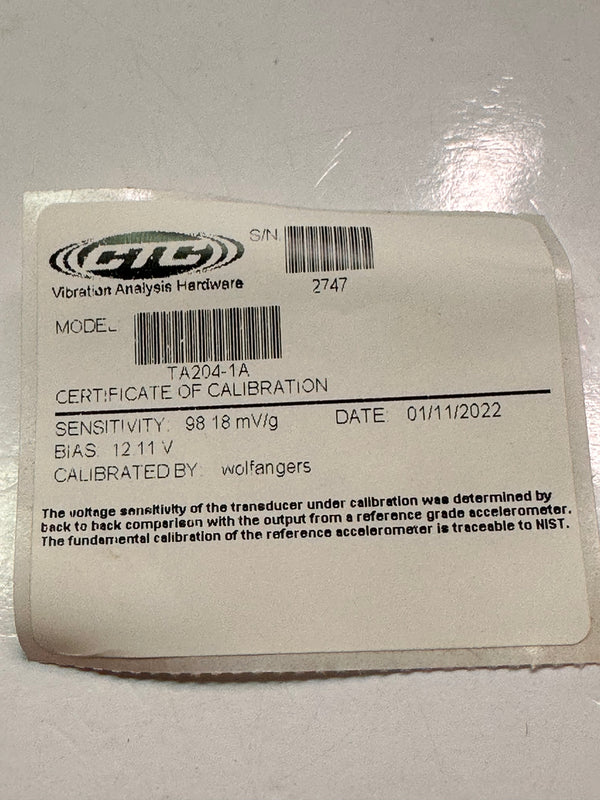 CTC
S/N
Vibration Analysis Hardware
2747
MODEL
TA204-1A
CERTIFICATE OF CALIBRATION
SENSITIVITY: 98 18 mV/g DATE: 01/11/2022
BIAS: 12 11 V
CALIBRATED BY: wolfangers
The voltage sensitivity of the transducer under calibration was determined by
back to back comparison with the output from a reference grade accelerometer.
The fundamental calibration of the reference accelerometer is traceable to NIST.